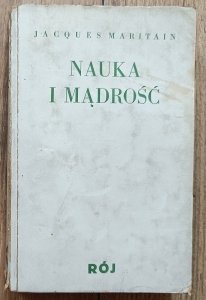 JACQUES MARITAIN
NAUKA
I MĄDROŚĆ
RÓJ